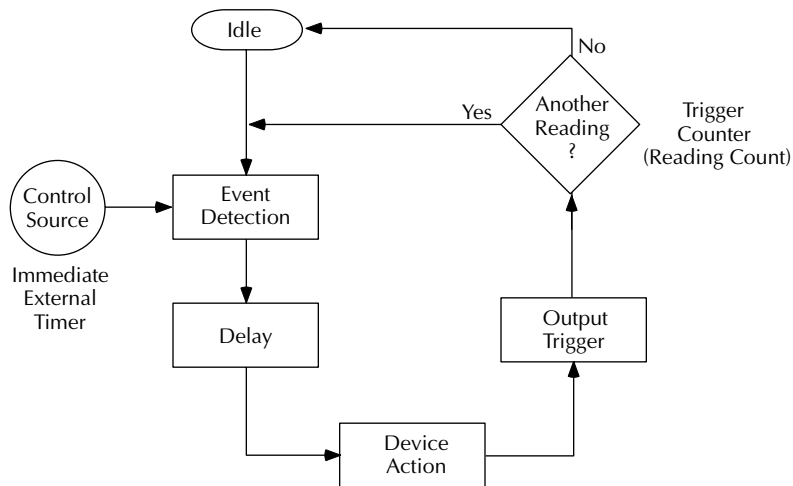 Idle
No
Yes
Another
Reading
?
Trigger
Counter
(Reading Count)
Control
Source
Event
Detection
Immediate
External
Timer
Delay
Output
Trigger
Device
Action